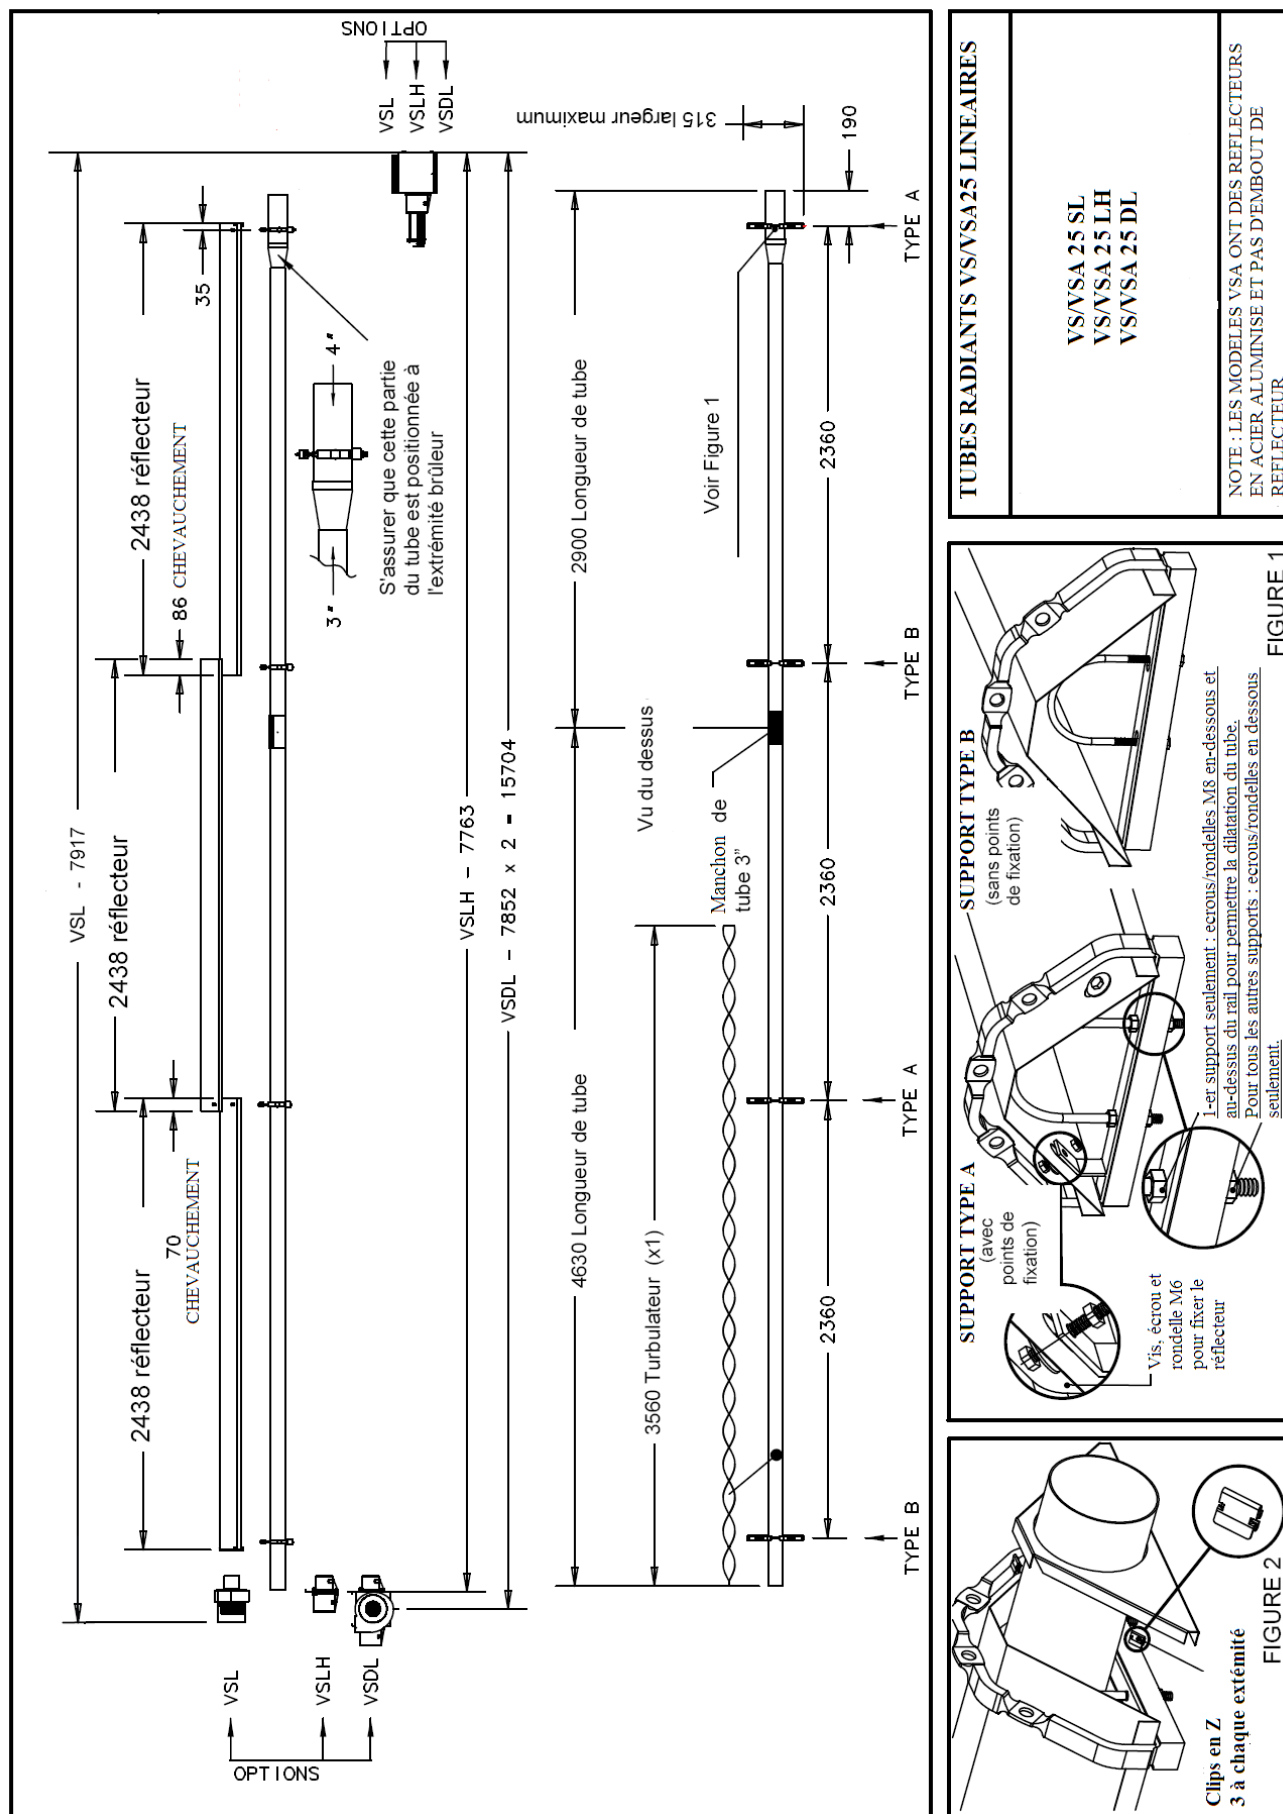 OPTIONS
VSL
VSLH
VSDL
VSL - 7917
2438 réflecteur
70
CHEVAUCHEMENT
2438 réflecteur
86 CHEVAUCHEMENT
2438 réflecteur
35
3"
4"
S'assurer que cette partie
du tube est positionnée à
l'extrémité brûleur
VSLH - 7763
VSDL - 7852 x 2 = 15704
OPTIONS
VSL
VSLH
VSDL
315 largeur maximum
4630 Longueur de tube
2900 Longueur de tube
3560 Turbulateur (x1)
Vu du dessus
Manchon de
tube 3"
Voir Figure 1
190
2360
2360
2360
TYPE B
TYPE A
TYPE B
TYPE A
TUBES RADIANTS VS/VSA25 LINEAIRES
VS/VSA 25 SL
VS/VSA 25 LH
VS/VSA 25 DL
NOTE : LES MODELES VSA ONT DES REFLECTEURS
EN ACIER ALUMINISE ET PAS D'EMBOUT DE
REFLECTEUR
SUPPORT TYPE A
(avec
points de
fixation)
SUPPORT TYPE B
(sans points
de fixation)
Vis, écrou et
rondelle M6
pour fixer le
réflecteur
1-er support seulement : ecrous/rondelles M8 en-dessous et
au-dessus du rail pour permettre la dilatation du tube.
Pour tous les autres supports : ecrous/rondelles en dessous
seulement.
FIGURE 1
Clips en Z
3 à chaque extémité
FIGURE 2